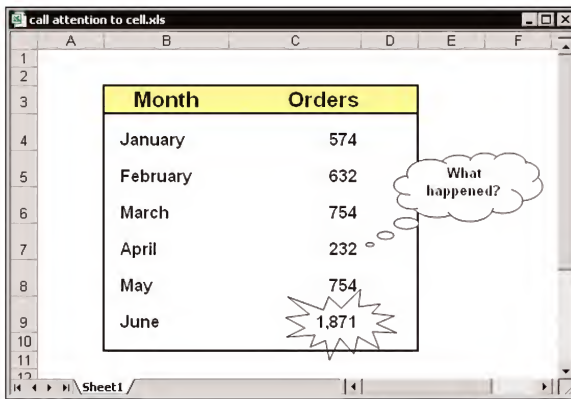 call attention to cell.xls
A B C D E F
1
2
3 Month Orders
4 January 574
5 February 632
What
happened?
6 March 754
7 April 232
8 May 754
9 June 1,871
10
11
12
Sheet1